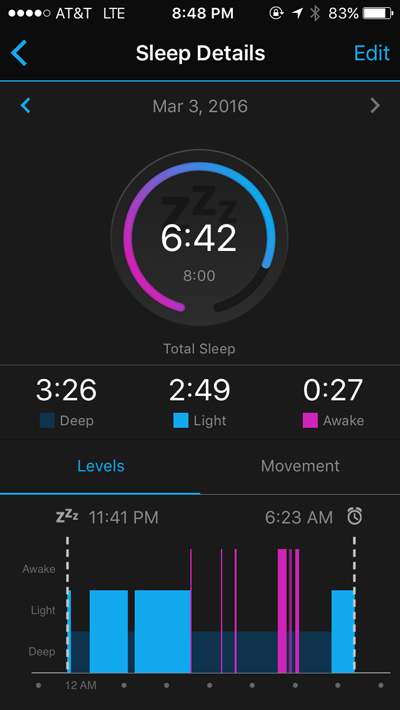 AT&T LTE 8:48 PM 83%
Sleep Details Edit
Mar 3, 2016
zzz
6:42
8:00
Total Sleep
3:26 2:49 0:27
Deep Light Awake
Levels Movement
zzz 11:41 PM 6:23 AM
Awake
Light
Deep
12 AM